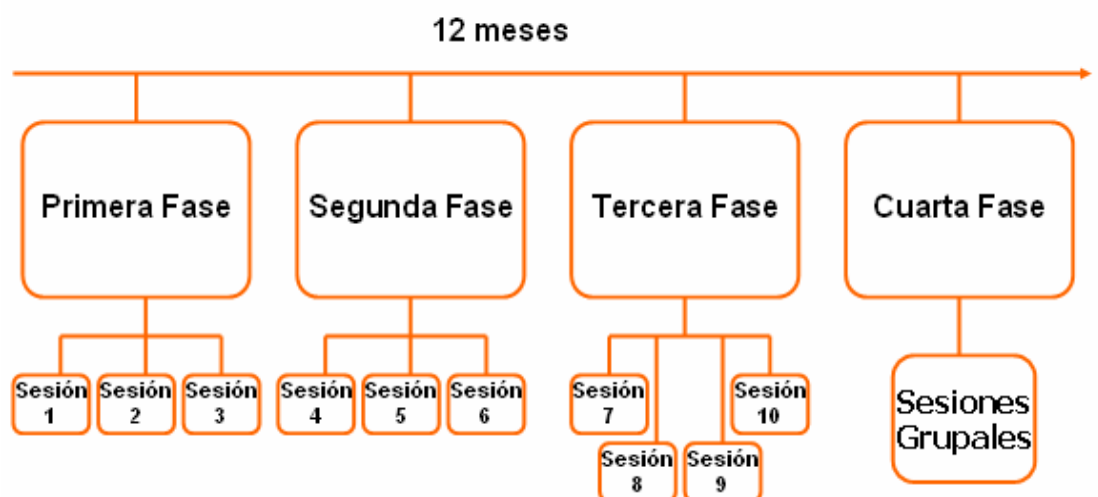 12 meses
Primera Fase
Segunda Fase
Tercera Fase
Cuarta Fase
Sesión
1
Sesión
2
Sesión
3
Sesión
4
Sesión
5
Sesión
6
Sesión
7
Sesión
8
Sesión
9
Sesión
10
Sesiones
Grupales